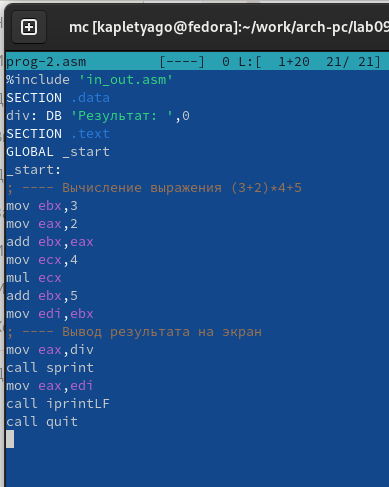 mc [kapletyago@fedora]:~/work/arch-pc/lab09
prog-2.asm [----] 0 L:[ 1+20 21/ 21]
%include 'in_out.asm'
SECTION .data
div: DB 'Результат: ',0
SECTION .text
GLOBAL _start
_start:
; ---- Вычисление выражения (3+2)*4+5
mov ebx,3
mov eax,2
add ebx,eax
mov ecx,4
mul ecx
add ebx,5
mov edi,ebx
; ---- Вывод результата на экран
mov eax,div
call sprint
mov eax,edi
call iprintLF
call quit